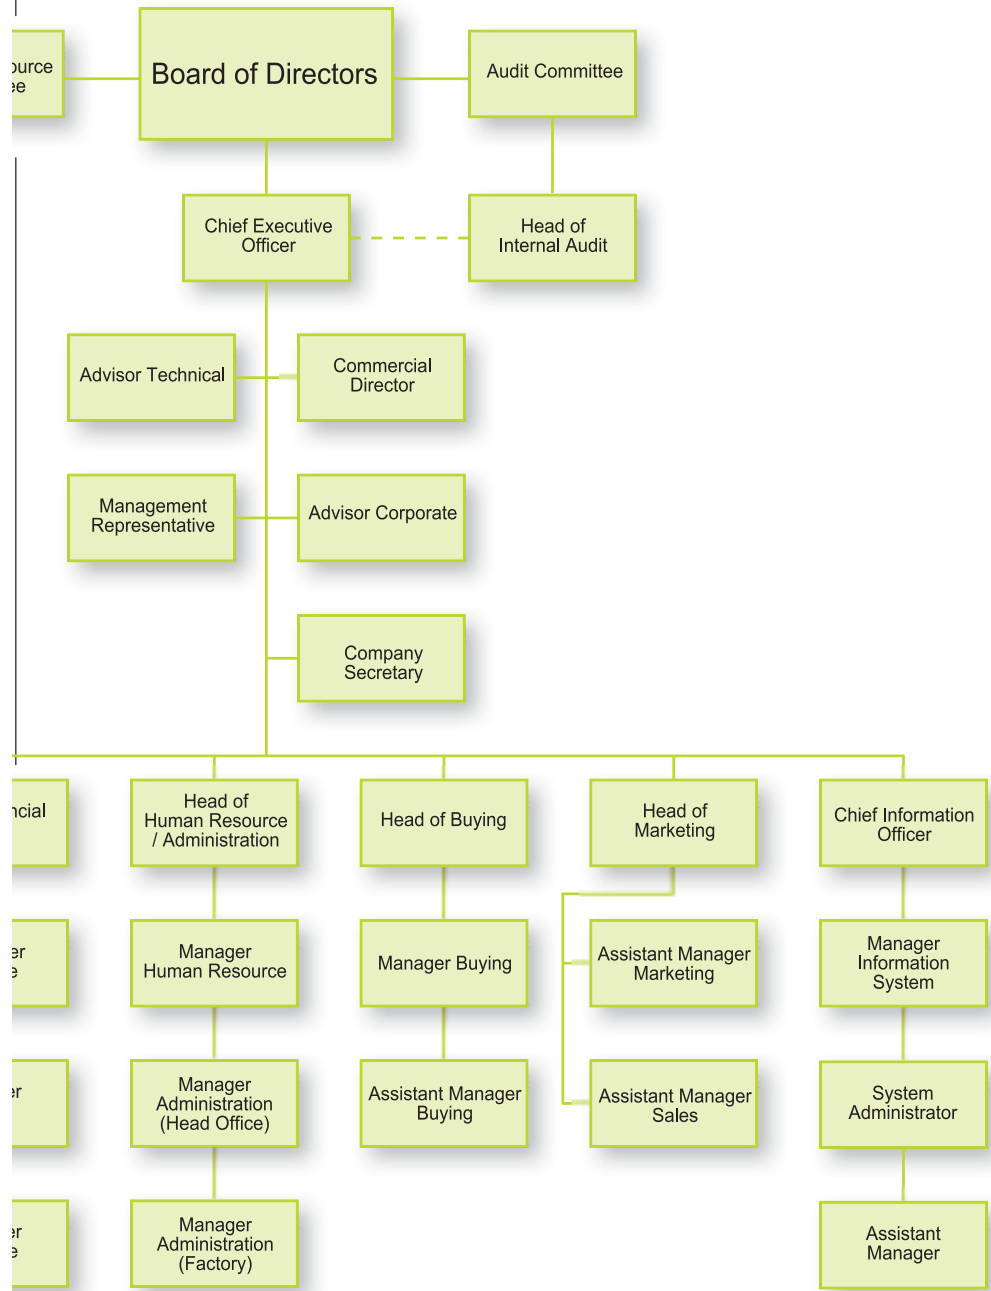 Board of Directors
Audit Committee
Chief Executive
Officer
Head of
Internal Audit
Advisor Technical
Commercial
Director
Management
Representative
Advisor Corporate
Company
Secretary
Head of
Human Resource
/ Administration
Head of Buying
Head of
Marketing
Chief Information
Officer
Manager
Human Resource
Manager Buying
Assistant Manager
Marketing
Manager
Information
System
Manager
Administration
(Head Office)
Assistant Manager
Buying
Assistant Manager
Sales
System
Administrator
Manager
Administration
(Factory)
Assistant
Manager